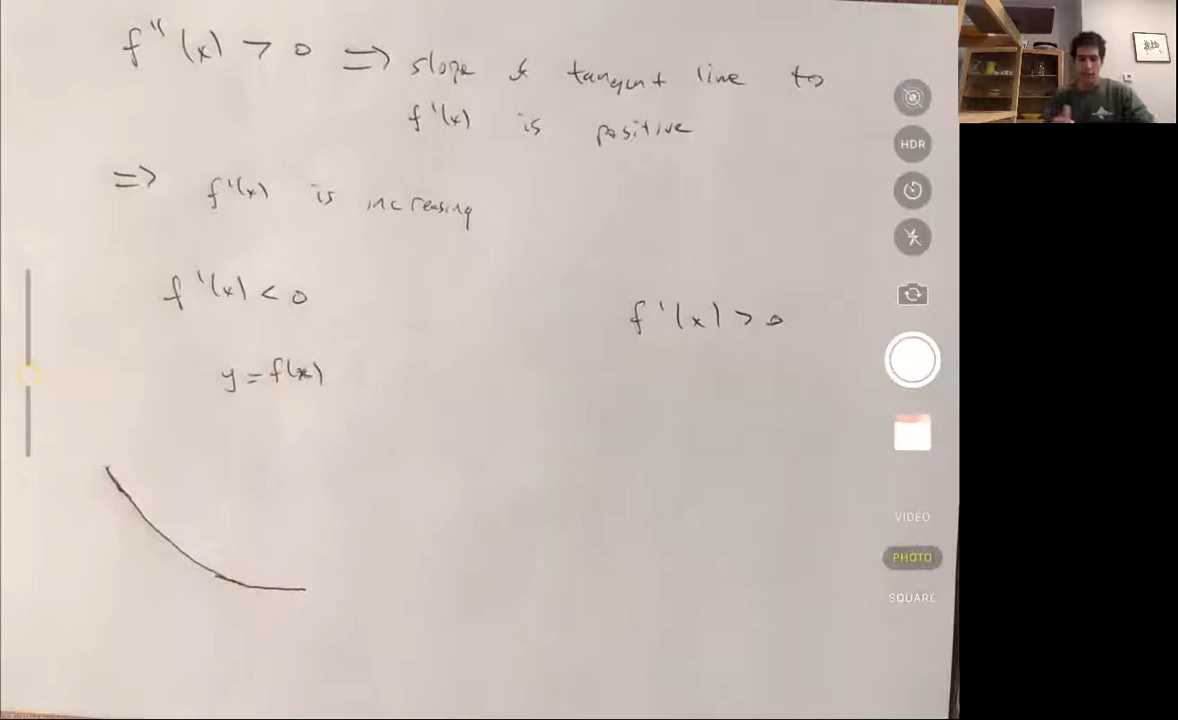 f''(x) > 0 => slope of tangent line to
f'(x) is positive
=> f'(x) is increasing
f'(x) < 0
f'(x) > 0
y = f(x)
HDR
VIDEO
PHOTO
SQUARE